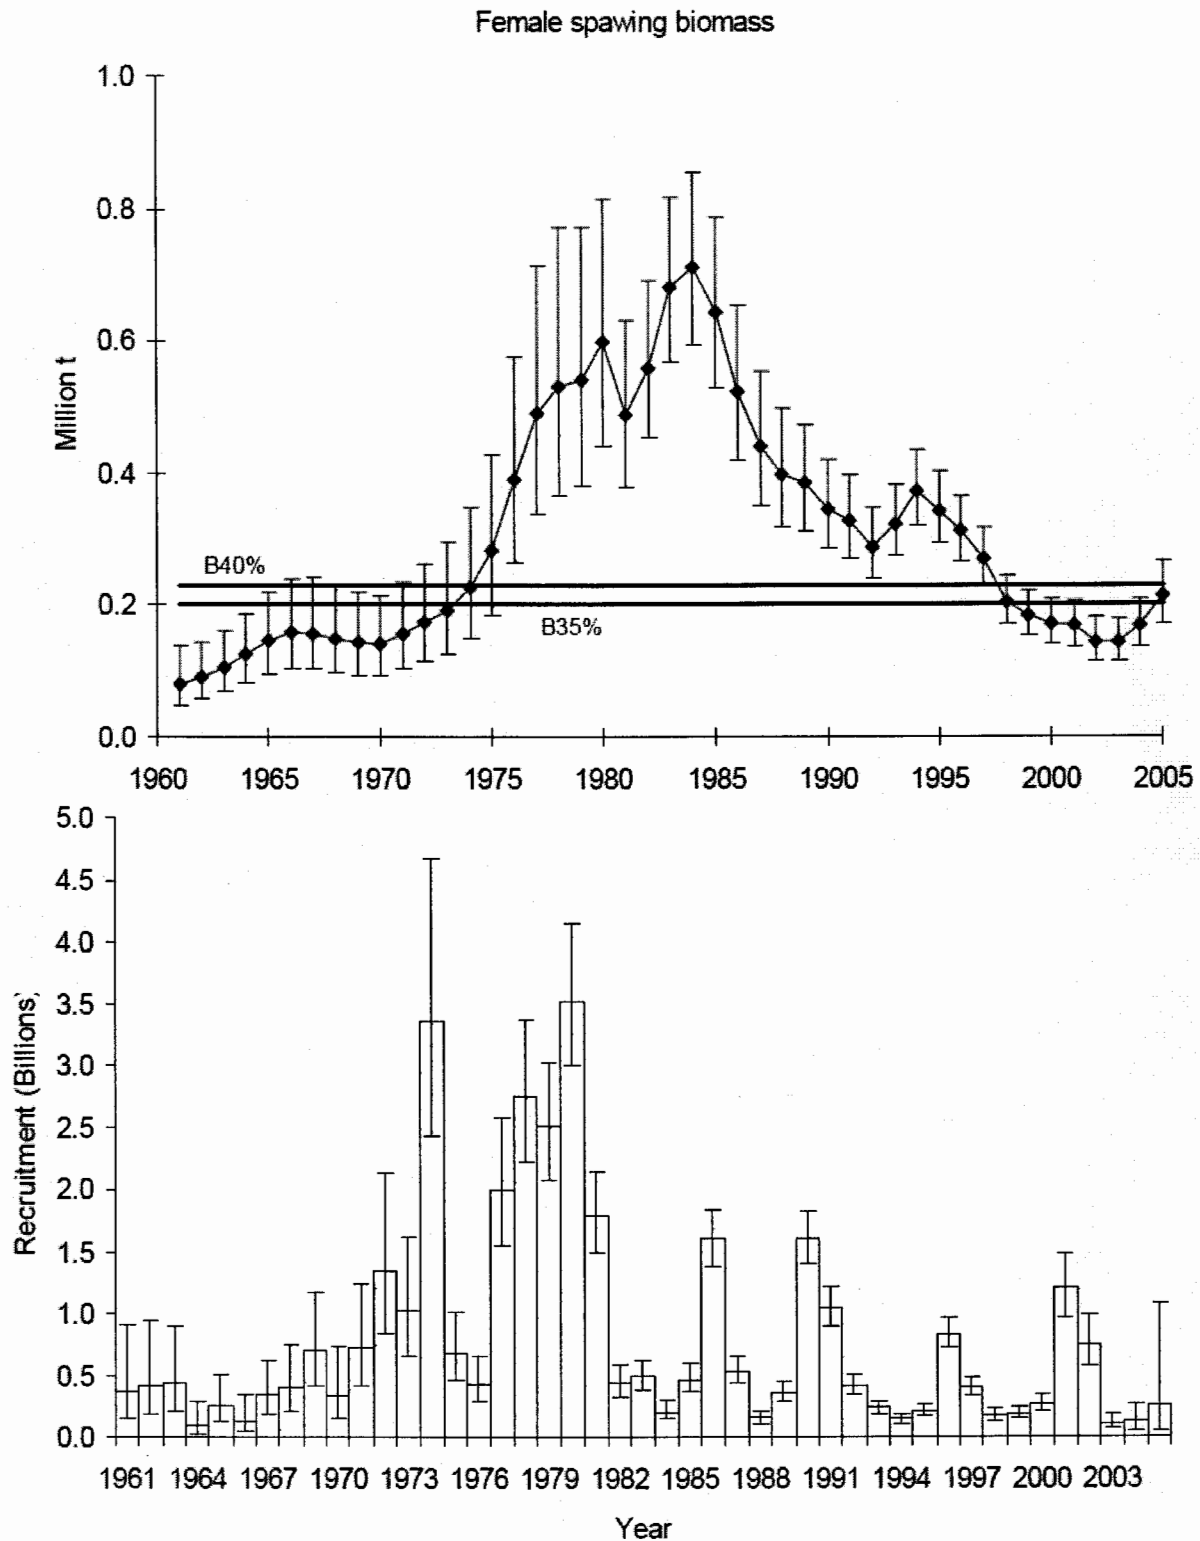 Female spawing biomass
1.0
0.8
0.6
0.4
0.2
0.0
Million t
B40%
B35%
1960 1965 1970 1975 1980 1985 1990 1995 2000 2005
5.0
4.5
4.0
3.5
3.0
2.5
2.0
1.5
1.0
0.5
0.0
Recruitment (Billions)
1961 1964 1967 1970 1973 1976 1979 1982 1985 1988 1991 1994 1997 2000 2003
Year